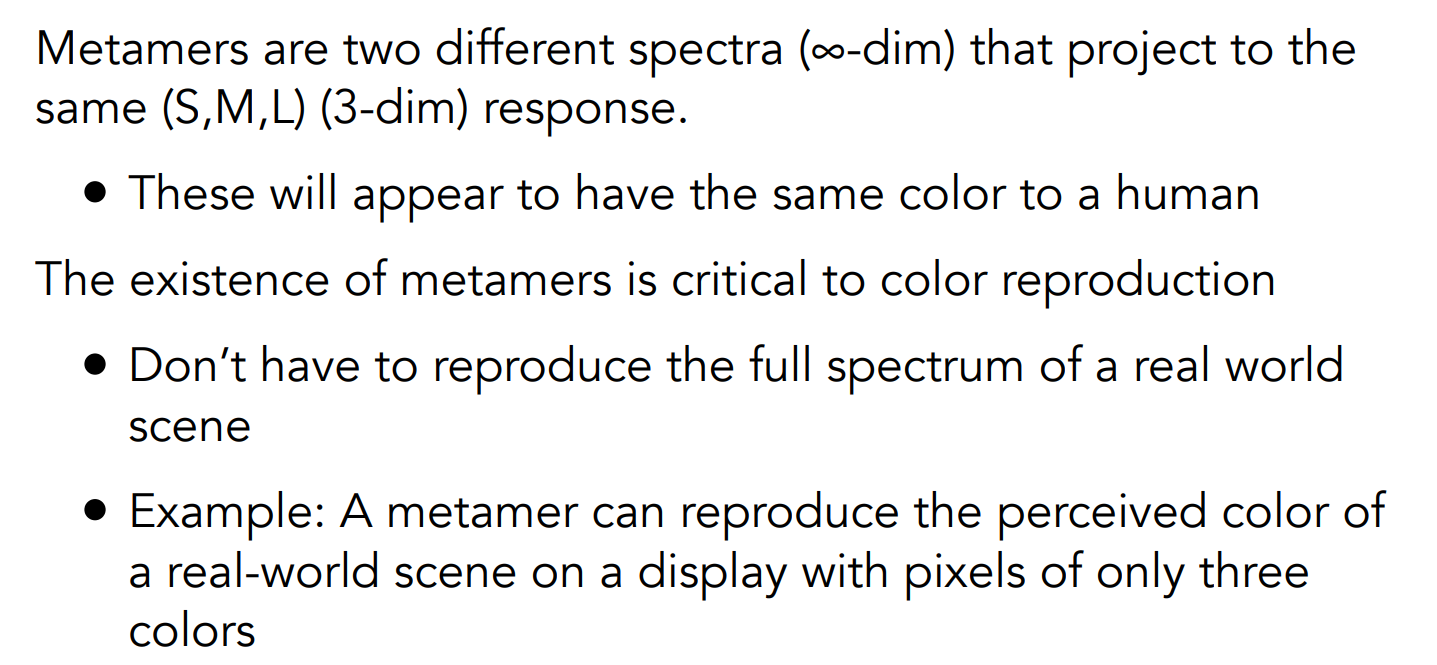 Metamers are two different spectra (∞-dim) that project to the
same (S,M,L) (3-dim) response.
• These will appear to have the same color to a human
The existence of metamers is critical to color reproduction
• Don’t have to reproduce the full spectrum of a real world
scene
• Example: A metamer can reproduce the perceived color of
a real-world scene on a display with pixels of only three
colors